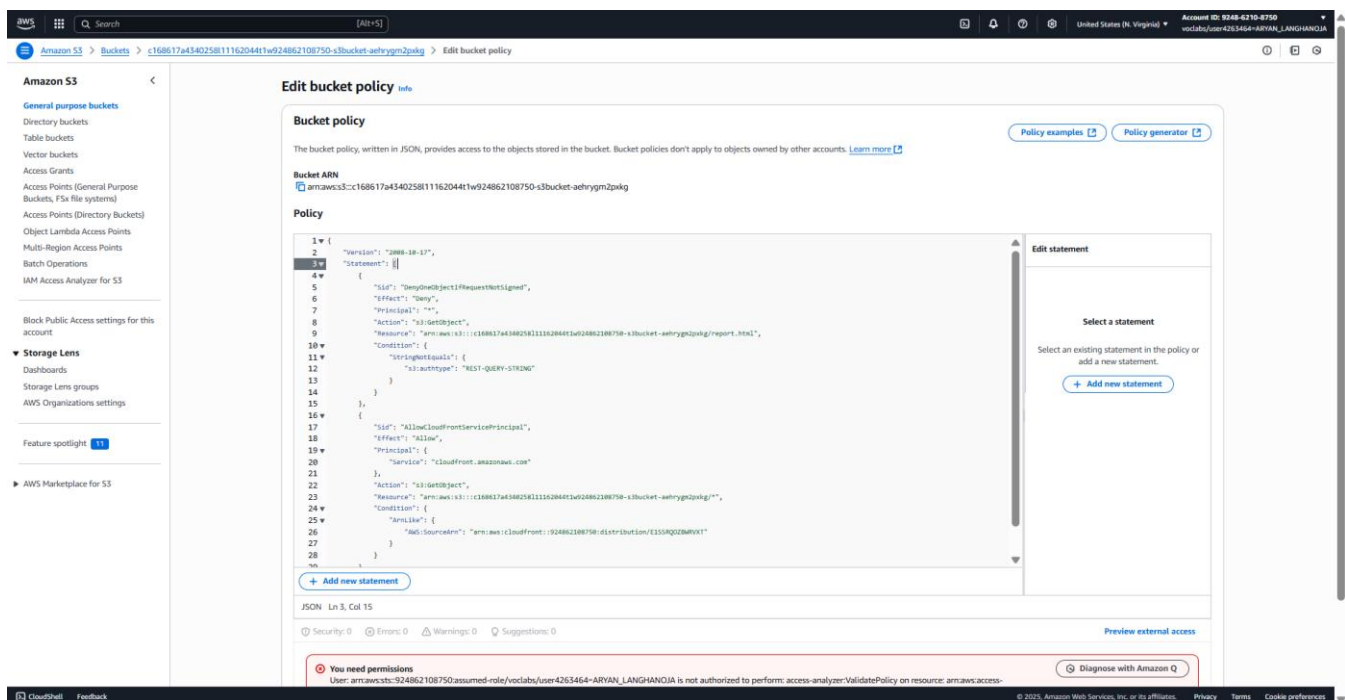 aws
Search
[Alt+S]
United States (N. Virginia)
Account ID: 9248-6210-8750
voclabs/user4263464=ARYAN_LANGHANOJA
Amazon S3 > Buckets > c168617a4340258l11162044t1w924862108750-s3bucket-aehrygm2pxkg > Edit bucket policy
Amazon S3
General purpose buckets
Directory buckets
Table buckets
Vector buckets
Access Grants
Access Points (General Purpose
Buckets, FSx file systems)
Access Points (Directory Buckets)
Object Lambda Access Points
Multi-Region Access Points
Batch Operations
IAM Access Analyzer for S3
Block Public Access settings for this
account
Storage Lens
Dashboards
Storage Lens groups
AWS Organizations settings
Feature spotlight 11
AWS Marketplace for S3
Edit bucket policy Info
Bucket policy
Policy examples
Policy generator
The bucket policy, written in JSON, provides access to the objects stored in the bucket. Bucket policies don't apply to objects owned by other accounts. Learn more
Bucket ARN
arn:aws:s3:::c168617a4340258l11162044t1w924862108750-s3bucket-aehrygm2pxkg
Policy
1 {
2 "Version": "2008-10-17",
3 "Statement": [
4 {
5 "Sid": "DenyOneObjectIfRequestNotSigned",
6 "Effect": "Deny",
7 "Principal": "*",
8 "Action": "s3:GetObject",
9 "Resource": "arn:aws:s3:::c168617a4340258l11162044t1w924862108750-s3bucket-aehrygm2pxkg/report.html",
10 "Condition": {
11 "StringNotEquals": {
12 "s3:authtype": "REST-QUERY-STRING"
13 }
14 }
15 },
16 {
17 "Sid": "AllowCloudFrontServicePrincipal",
18 "Effect": "Allow",
19 "Principal": {
20 "Service": "cloudfront.amazonaws.com"
21 },
22 "Action": "s3:GetObject",
23 "Resource": "arn:aws:s3:::c168617a4340258l11162044t1w924862108750-s3bucket-aehrygm2pxkg/*",
24 "Condition": {
25 "ArnLike": {
26 "AWS:SourceArn": "arn:aws:cloudfront::924862108750:distribution/E1SSRQOZBWRVXT"
27 }
28 }
Edit statement
Select a statement
Select an existing statement in the policy or
add a new statement.
+ Add new statement
+ Add new statement
JSON Ln 3, Col 15
Security: 0 Errors: 0 Warnings: 0 Suggestions: 0
Preview external access
You need permissions
Diagnose with Amazon Q
User: arn:aws:sts::924862108750:assumed-role/voclabs/user4263464=ARYAN_LANGHANOJA is not authorized to perform: access-analyzer:ValidatePolicy on resource: arn:aws:access-
CloudShell Feedback
© 2025, Amazon Web Services, Inc. or its affiliates. Privacy Terms Cookie preferences